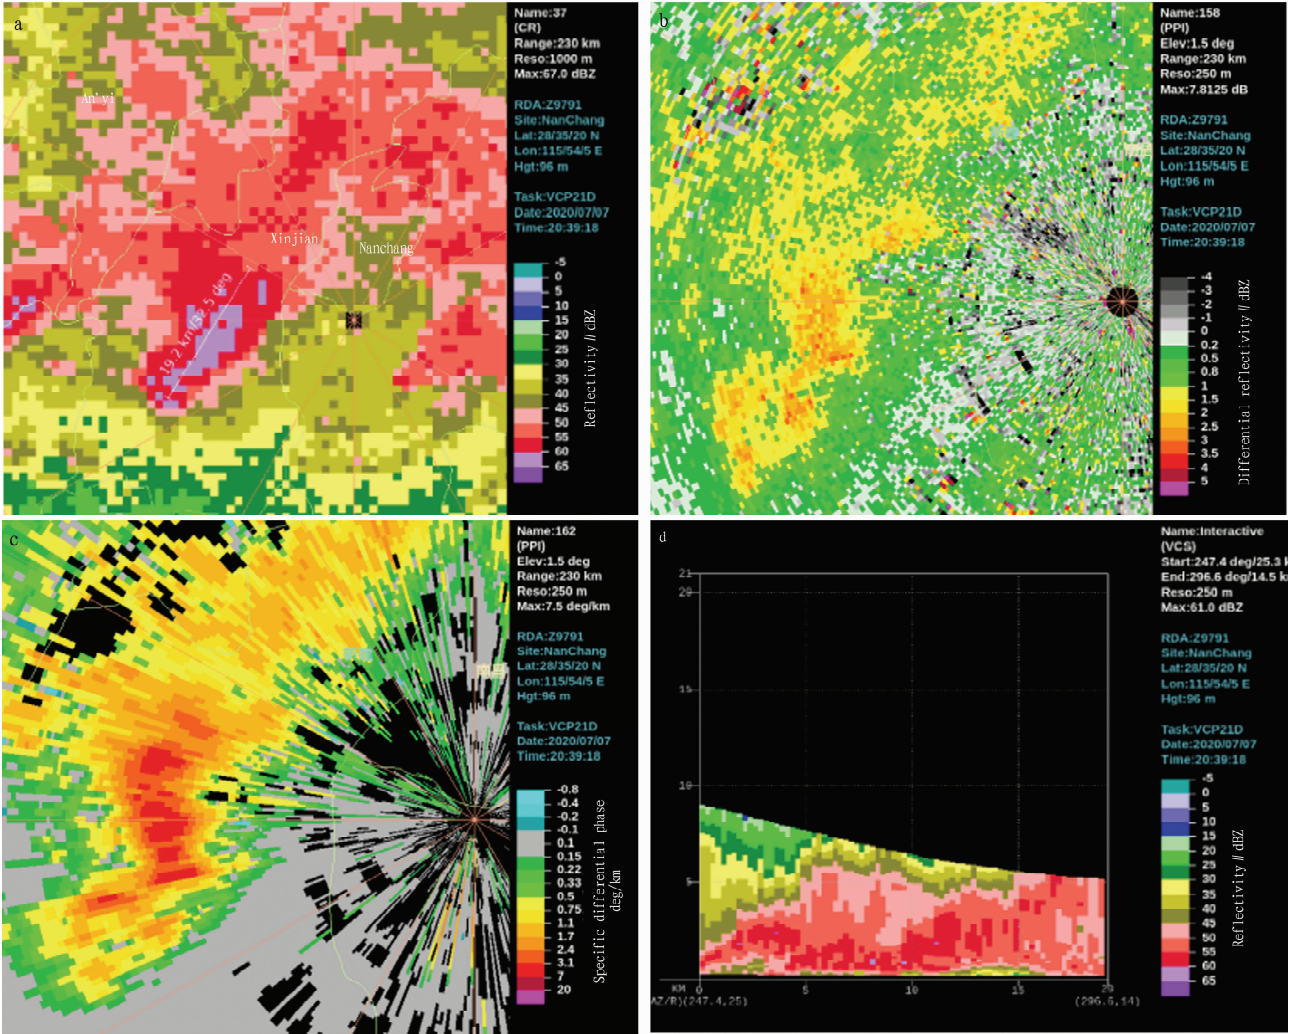 a
An'yi
Xinjian
Nanchang
19.2 km/32.5 deg
Name:37
(CR)
Range:230 km
Reso:1000 m
Max:67.0 dBZ
RDA:Z9791
Site:NanChang
Lat:28/35/20 N
Lon:115/54/5 E
Hgt:96 m
Task:VCP21D
Date:2020/07/07
Time:20:39:18
-5
0
5
10
15
20
25
30
35
40
45
50
55
60
65
Reflectivity//dBZ
b
Name:158
(PPI)
Elev:1.5 deg
Range:230 km
Reso:250 m
Max:7.8125 dB
RDA:Z9791
Site:NanChang
Lat:28/35/20 N
Lon:115/54/5 E
Hgt:96 m
Task:VCP21D
Date:2020/07/07
Time:20:39:18
-4
-3
-2
-1
0
0.2
0.5
0.8
1
1.5
2
2.5
3
3.5
4
5
Differential reflectivity//dBZ
c
Name:162
(PPI)
Elev:1.5 deg
Range:230 km
Reso:250 m
Max:7.5 deg/km
RDA:Z9791
Site:NanChang
Lat:28/35/20 N
Lon:115/54/5 E
Hgt:96 m
Task:VCP21D
Date:2020/07/07
Time:20:39:18
-0.8
-0.4
-0.2
-0.1
0.1
0.15
0.22
0.33
0.5
0.75
1.1
1.7
2.4
3.1
7
20
Specific differential phase
deg/km
d
21
20
15
10
5
KM
0
5
10
15
20
AZ/R)(247.4,25)
(296.6,14)
Name:Interactive
(VCS)
Start:247.4 deg/25.3 k
End:296.6 deg/14.5 k
Reso:250 m
Max:61.0 dBZ
RDA:Z9791
Site:NanChang
Lat:28/35/20 N
Lon:115/54/5 E
Hgt:96 m
Task:VCP21D
Date:2020/07/07
Time:20:39:18
-5
0
5
10
15
20
25
30
35
40
45
50
55
60
65
Reflectivity//dBZ